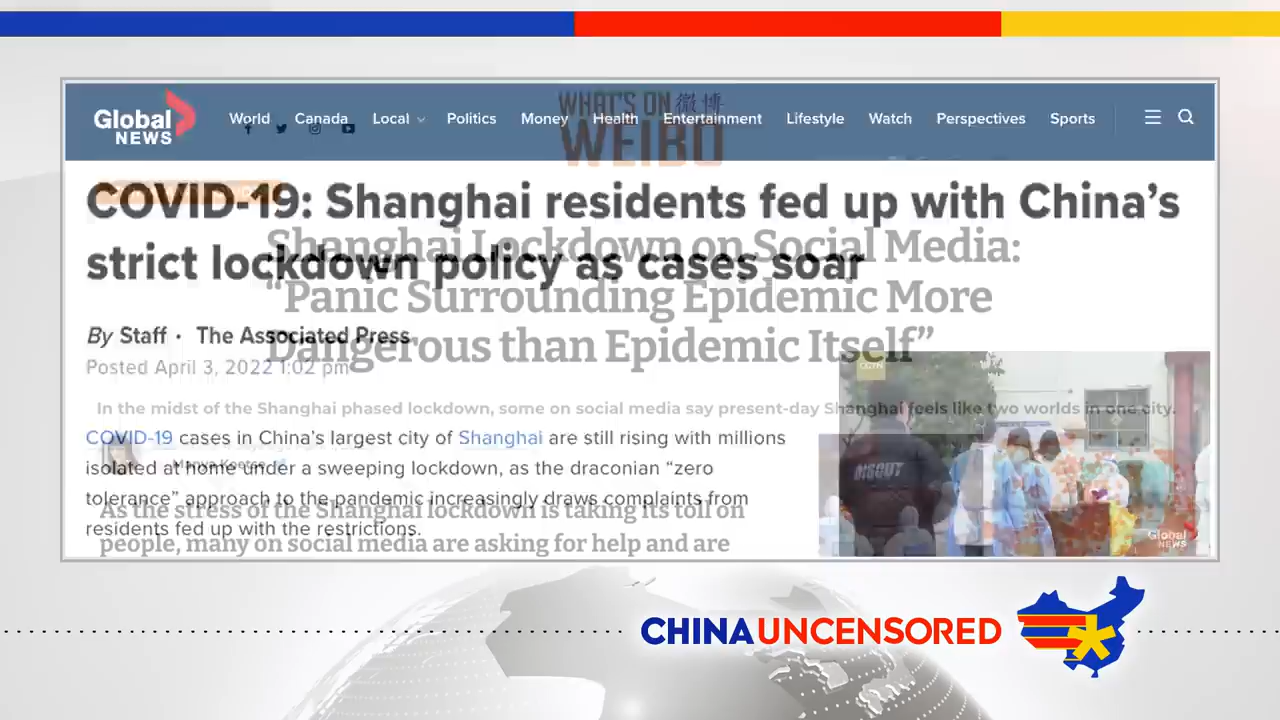 Global NEWS World Canada Local Politics Money Health Entertainment Lifestyle Watch Perspectives Sports
WHAT'S ON 微博
WEIBO
COVID-19: Shanghai residents fed up with China's
strict lockdown policy as cases soar
Shanghai Lockdown on Social Media:
"Panic Surrounding Epidemic More
Dangerous than Epidemic Itself"
By Staff · The Associated Press
Posted April 3, 2022 1:02 pm
In the midst of the Shanghai phased lockdown, some on social media say present-day Shanghai feels like two worlds in one city.
COVID-19 cases in China's largest city of Shanghai are still rising with millions
isolated at home under a sweeping lockdown, as the draconian "zero
tolerance" approach to the pandemic increasingly draws complaints from
residents fed up with the restrictions.
As the stress of the Shanghai lockdown is taking its toll on
people, many on social media are asking for help and are
CGTN
Global NEWS
CHINA UNCENSORED